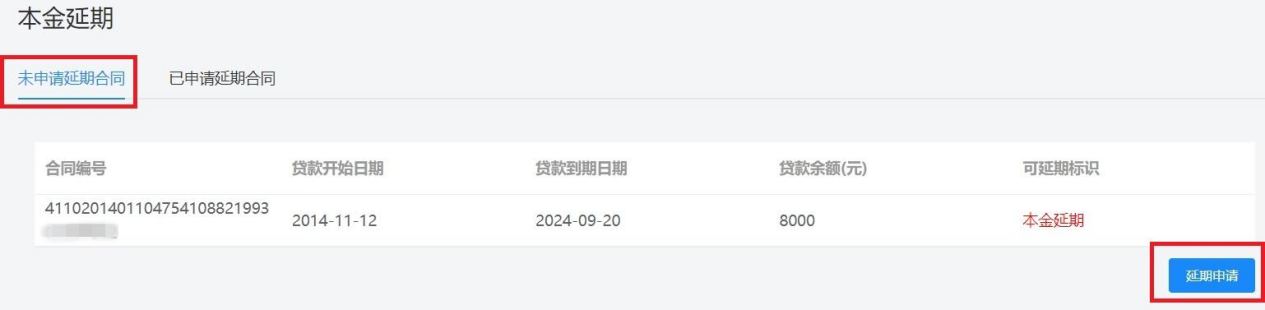 本金延期
未申请延期合同 已申请延期合同
合同编号 贷款开始日期 贷款到期日期 贷款余额(元) 可延期标识
4110201401104754108821993 2014-11-12 2024-09-20 8000 本金延期
延期申请